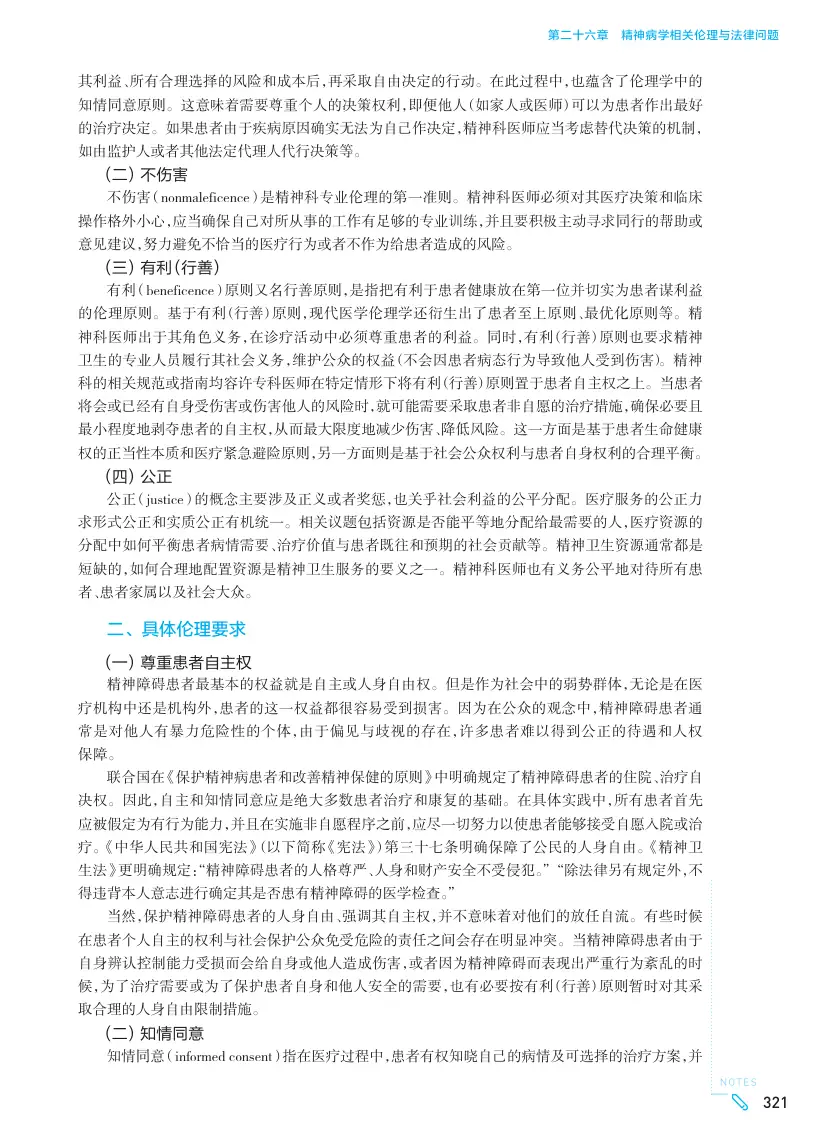 第二十六章 精神病学相关伦理与法律问题
其利益、所有合理选择的风险和成本后，再采取自由决定的行动。在此过程中，也蕴含了伦理学中的
知情同意原则。这意味着需要尊重个人的决策权利，即便他人（如家人或医师）可以为患者作出最好
的治疗决定。如果患者由于疾病原因确实无法为自己作决定，精神科医师应当考虑替代决策的机制，
如由监护人或者其他法定代理人代行决策等。
（二）不伤害
不伤害（nonmaleficence）是精神科专业伦理的第一准则。精神科医师必须对其医疗决策和临床
操作格外小心，应当确保自己对所从事的工作有足够的专业训练，并且要积极主动寻求同行的帮助或
意见建议，努力避免不恰当的医疗行为或者不作为给患者造成的风险。
（三）有利（行善）
有利（beneficence）原则又名行善原则，是指把有利于患者健康放在第一位并切实为患者谋利益
的伦理原则。基于有利（行善）原则，现代医学伦理学还衍生出了患者至上原则、最优化原则等。精
神科医师出于其角色义务，在诊疗活动中必须尊重患者的利益。同时，有利（行善）原则也要求精神
卫生的专业人员履行其社会义务，维护公众的权益（不会因患者病态行为导致他人受到伤害）。精神
科的相关规范或指南均容许专科医师在特定情形下将有利（行善）原则置于患者自主权之上。当患者
将会或已经有自身受伤害或伤害他人的风险时，就可能需要采取患者非自愿的治疗措施，确保必要且
最小程度地剥夺患者的自主权，从而最大限度地减少伤害、降低风险。这一方面是基于患者生命健康
权的正当性本质和医疗紧急避险原则，另一方面则是基于社会公众权利与患者自身权利的合理平衡。
（四）公正
公正（justice）的概念主要涉及正义或者奖惩，也关乎社会利益的公平分配。医疗服务的公正力
求形式公正和实质公正有机统一。相关议题包括资源是否能平等地分配给最需要的人，医疗资源的
分配中如何平衡患者病情需要、治疗价值与患者既往和预期的社会贡献等。精神卫生资源通常都是
短缺的，如何合理地配置资源是精神卫生服务的要义之一。精神科医师也有义务公平地对待所有患
者、患者家属以及社会大众。
二、具体伦理要求
（一）尊重患者自主权
精神障碍患者最基本的权益就是自主或人身自由权。但是作为社会中的弱势群体，无论是在医
疗机构中还是机构外，患者的这一权益都很容易受到损害。因为在公众的观念中，精神障碍患者通
常是对他人有暴力危险性的个体，由于偏见与歧视的存在，许多患者难以得到公正的待遇和人权
保障。
联合国在《保护精神病患者和改善精神保健的原则》中明确规定了精神障碍患者的住院、治疗自
决权。因此，自主和知情同意应是绝大多数患者治疗和康复的基础。在具体实践中，所有患者首先
应被假定为有行为能力，并且在实施非自愿程序之前，应尽一切努力以使患者能够接受自愿入院或治
疗。《中华人民共和国宪法》（以下简称《宪法》）第三十七条明确保障了公民的人身自由。《精神卫
生法》更明确规定：“精神障碍患者的人格尊严、人身和财产安全不受侵犯。”“除法律另有规定外，不
得违背本人意志进行确定其是否患有精神障碍的医学检查。”
当然，保护精神障碍患者的人身自由、强调其自主权，并不意味着对他们的放任自流。有些时候
在患者个人自主的权利与社会保护公众免受危险的责任之间会存在明显冲突。当精神障碍患者由于
自身辨认控制能力受损而会给自身或他人造成伤害，或者因为精神障碍而表现出严重行为紊乱的时
候，为了治疗需要或为了保护患者自身和他人安全的需要，也有必要按有利（行善）原则暂时对其采
取合理的人身自由限制措施。
（二）知情同意
知情同意（informed consent）指在医疗过程中，患者有权知晓自己的病情及可选择的治疗方案，并
NOTES
321